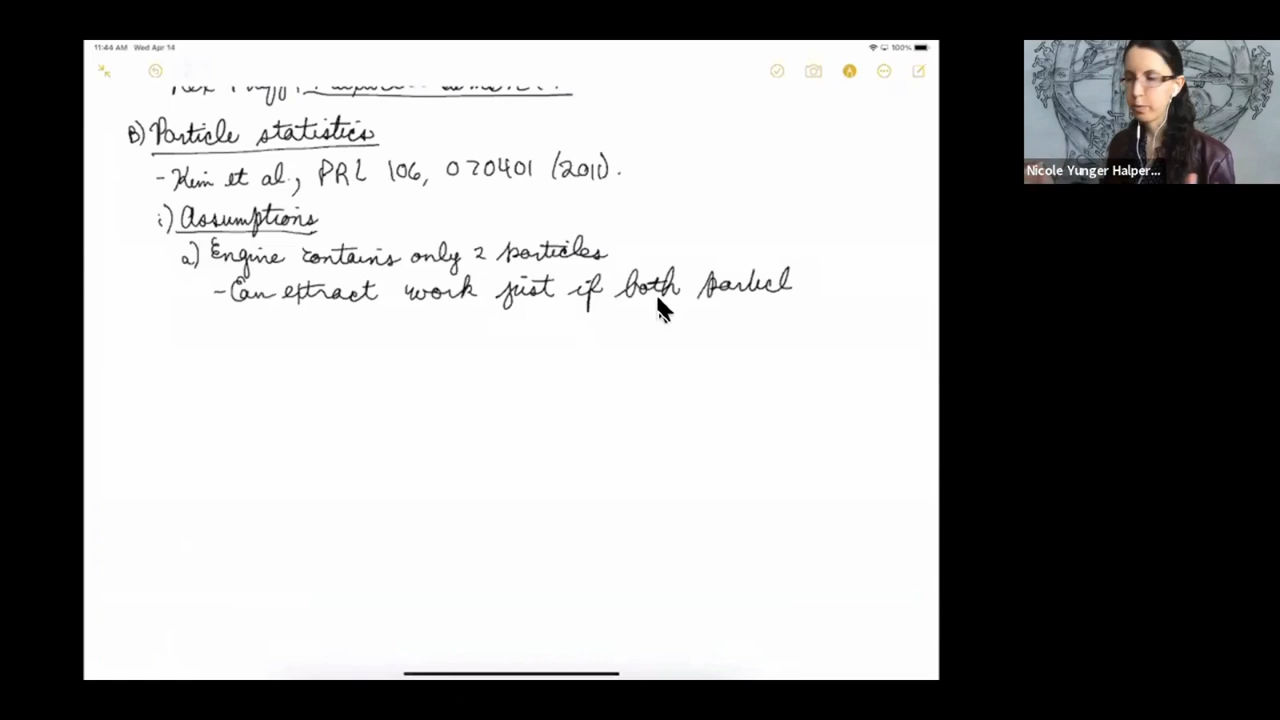 11:44 AM Wed Apr 14
100%
B) Particle statistics
- Kim et al., PRL 106, 070401 (2011).
i) Assumptions
a) Engine contains only 2 particles
- Can extract work just if both particl
Nicole Yunger Halper...